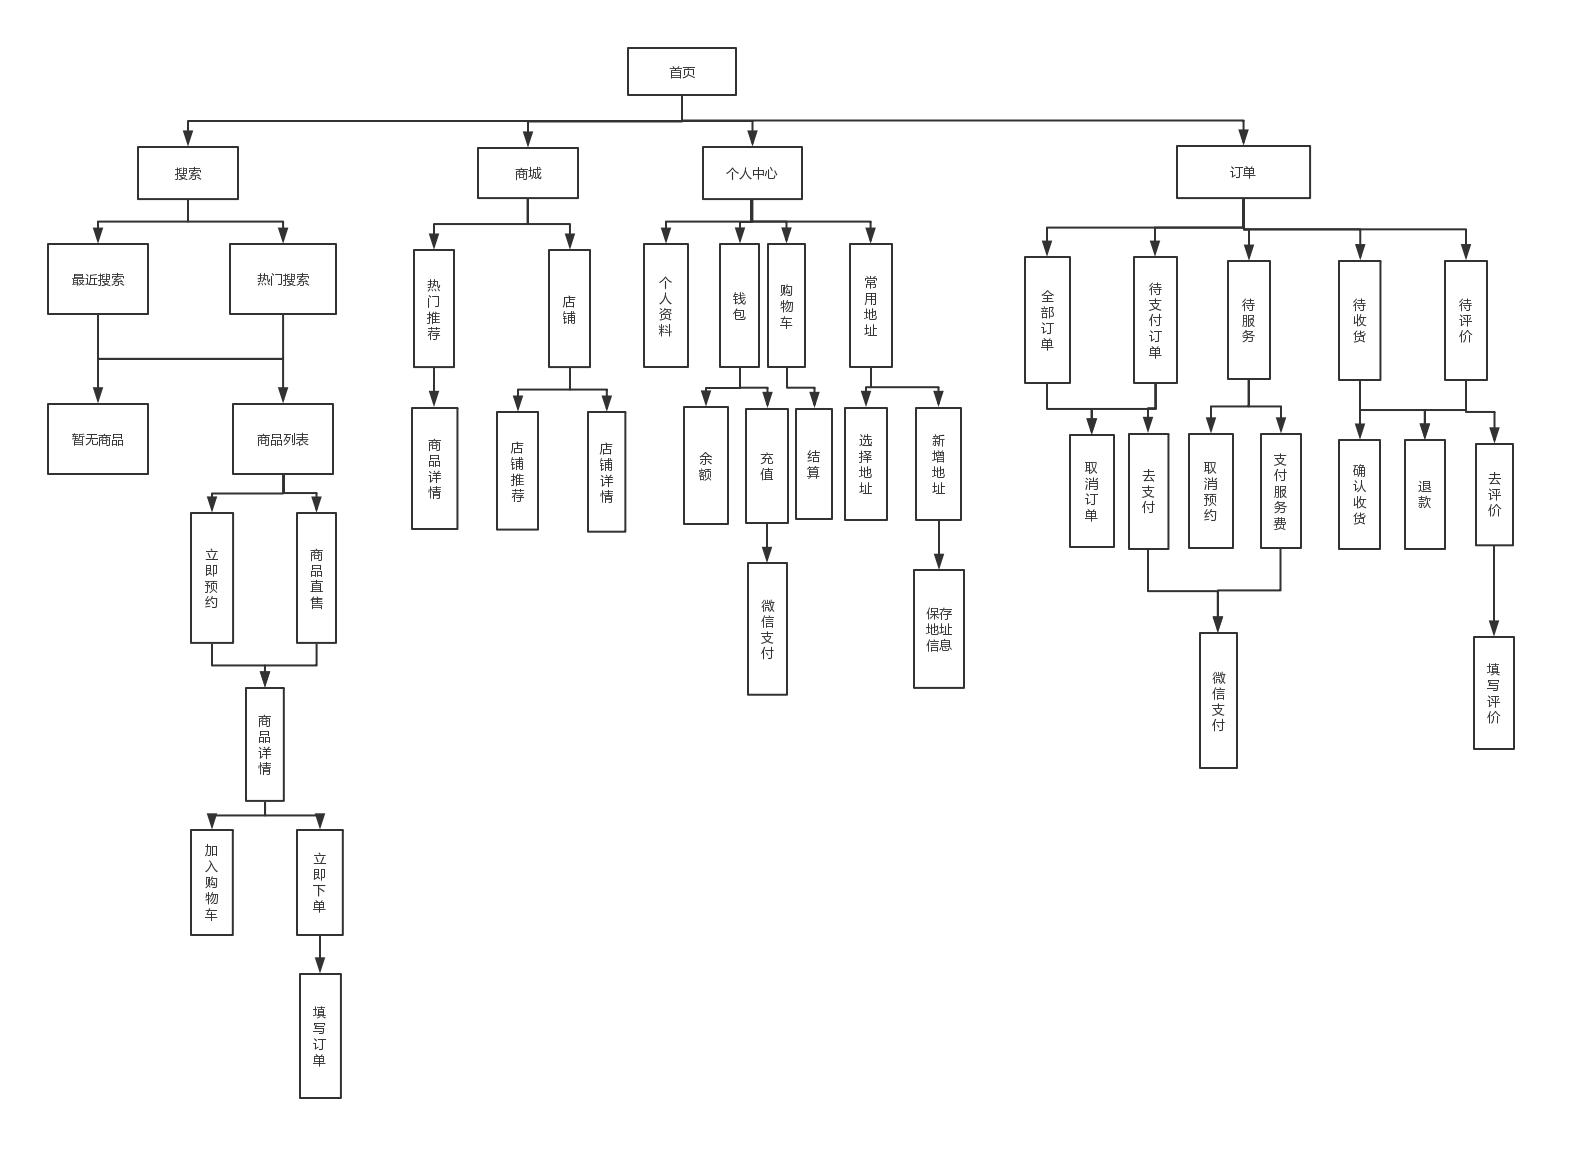 首页
搜索
商城
个人中心
订单
最近搜索
热门搜索
热门推荐
店铺
个人资料
钱包
购物车
常用地址
全部订单
待支付订单
待服务
待收货
待评价
暂无商品
商品列表
商品详情
店铺推荐
店铺详情
余额
充值
结算
选择地址
新增地址
取消订单
去支付
取消预约
支付服务费
确认收货
退款
去评价
立即预约
商品直售
微信支付
保存
地址
信息
微信支付
填写评价
商品详情
加入购物车
立即下单
填写订单